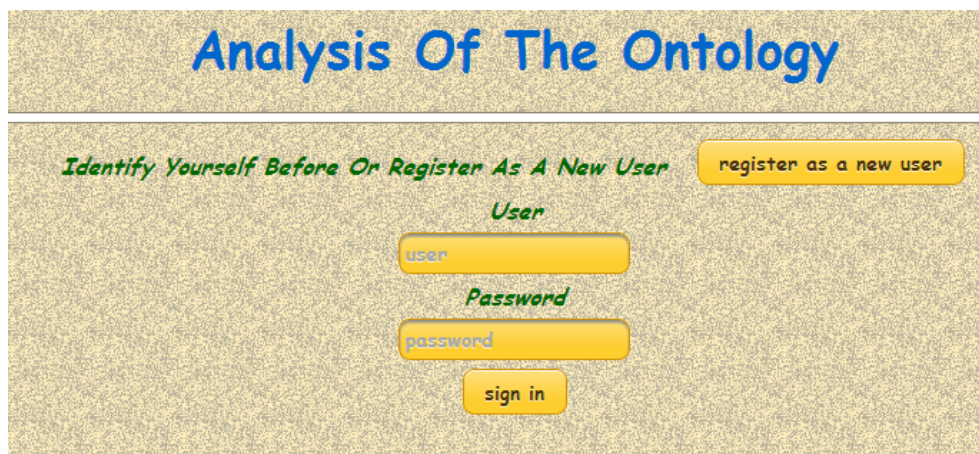 Analysis Of The Ontology
Identify Yourself Before Or Register As A New User
register as a new user
User
user
Password
password
sign in